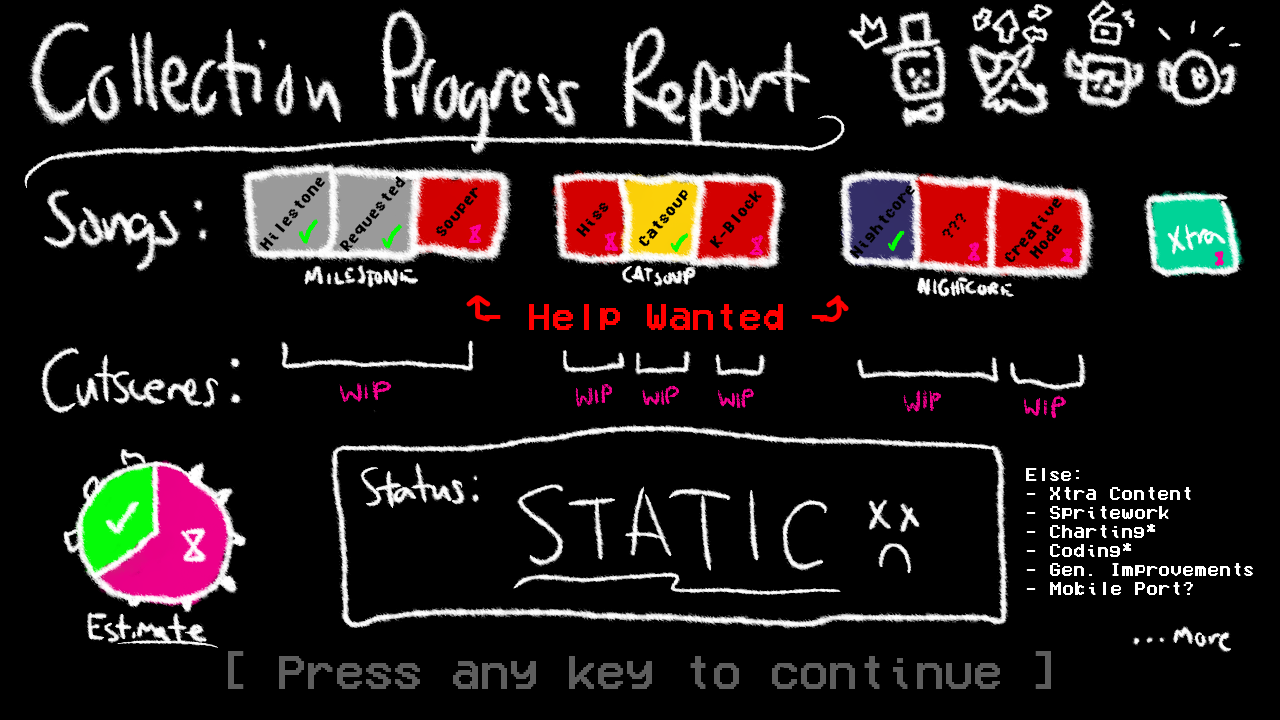 Collection Progress Report
Songs:
Milestone
Requested
Souper
Hiss
Catsoup
K-Block
Nightcore
???
Creative
Mode
Xtra
MILESTONE
CATSOUP
NIGHTCORE
Help Wanted
Cutscenes:
WIP
WIP
WIP
WIP
WIP
WIP
Status:
STATIC
Else:
- Xtra Content
- Spritework
- Charting*
- Coding*
- Gen. Improvements
- Mobile Port?
Estimate
...more
[ Press any key to continue ]